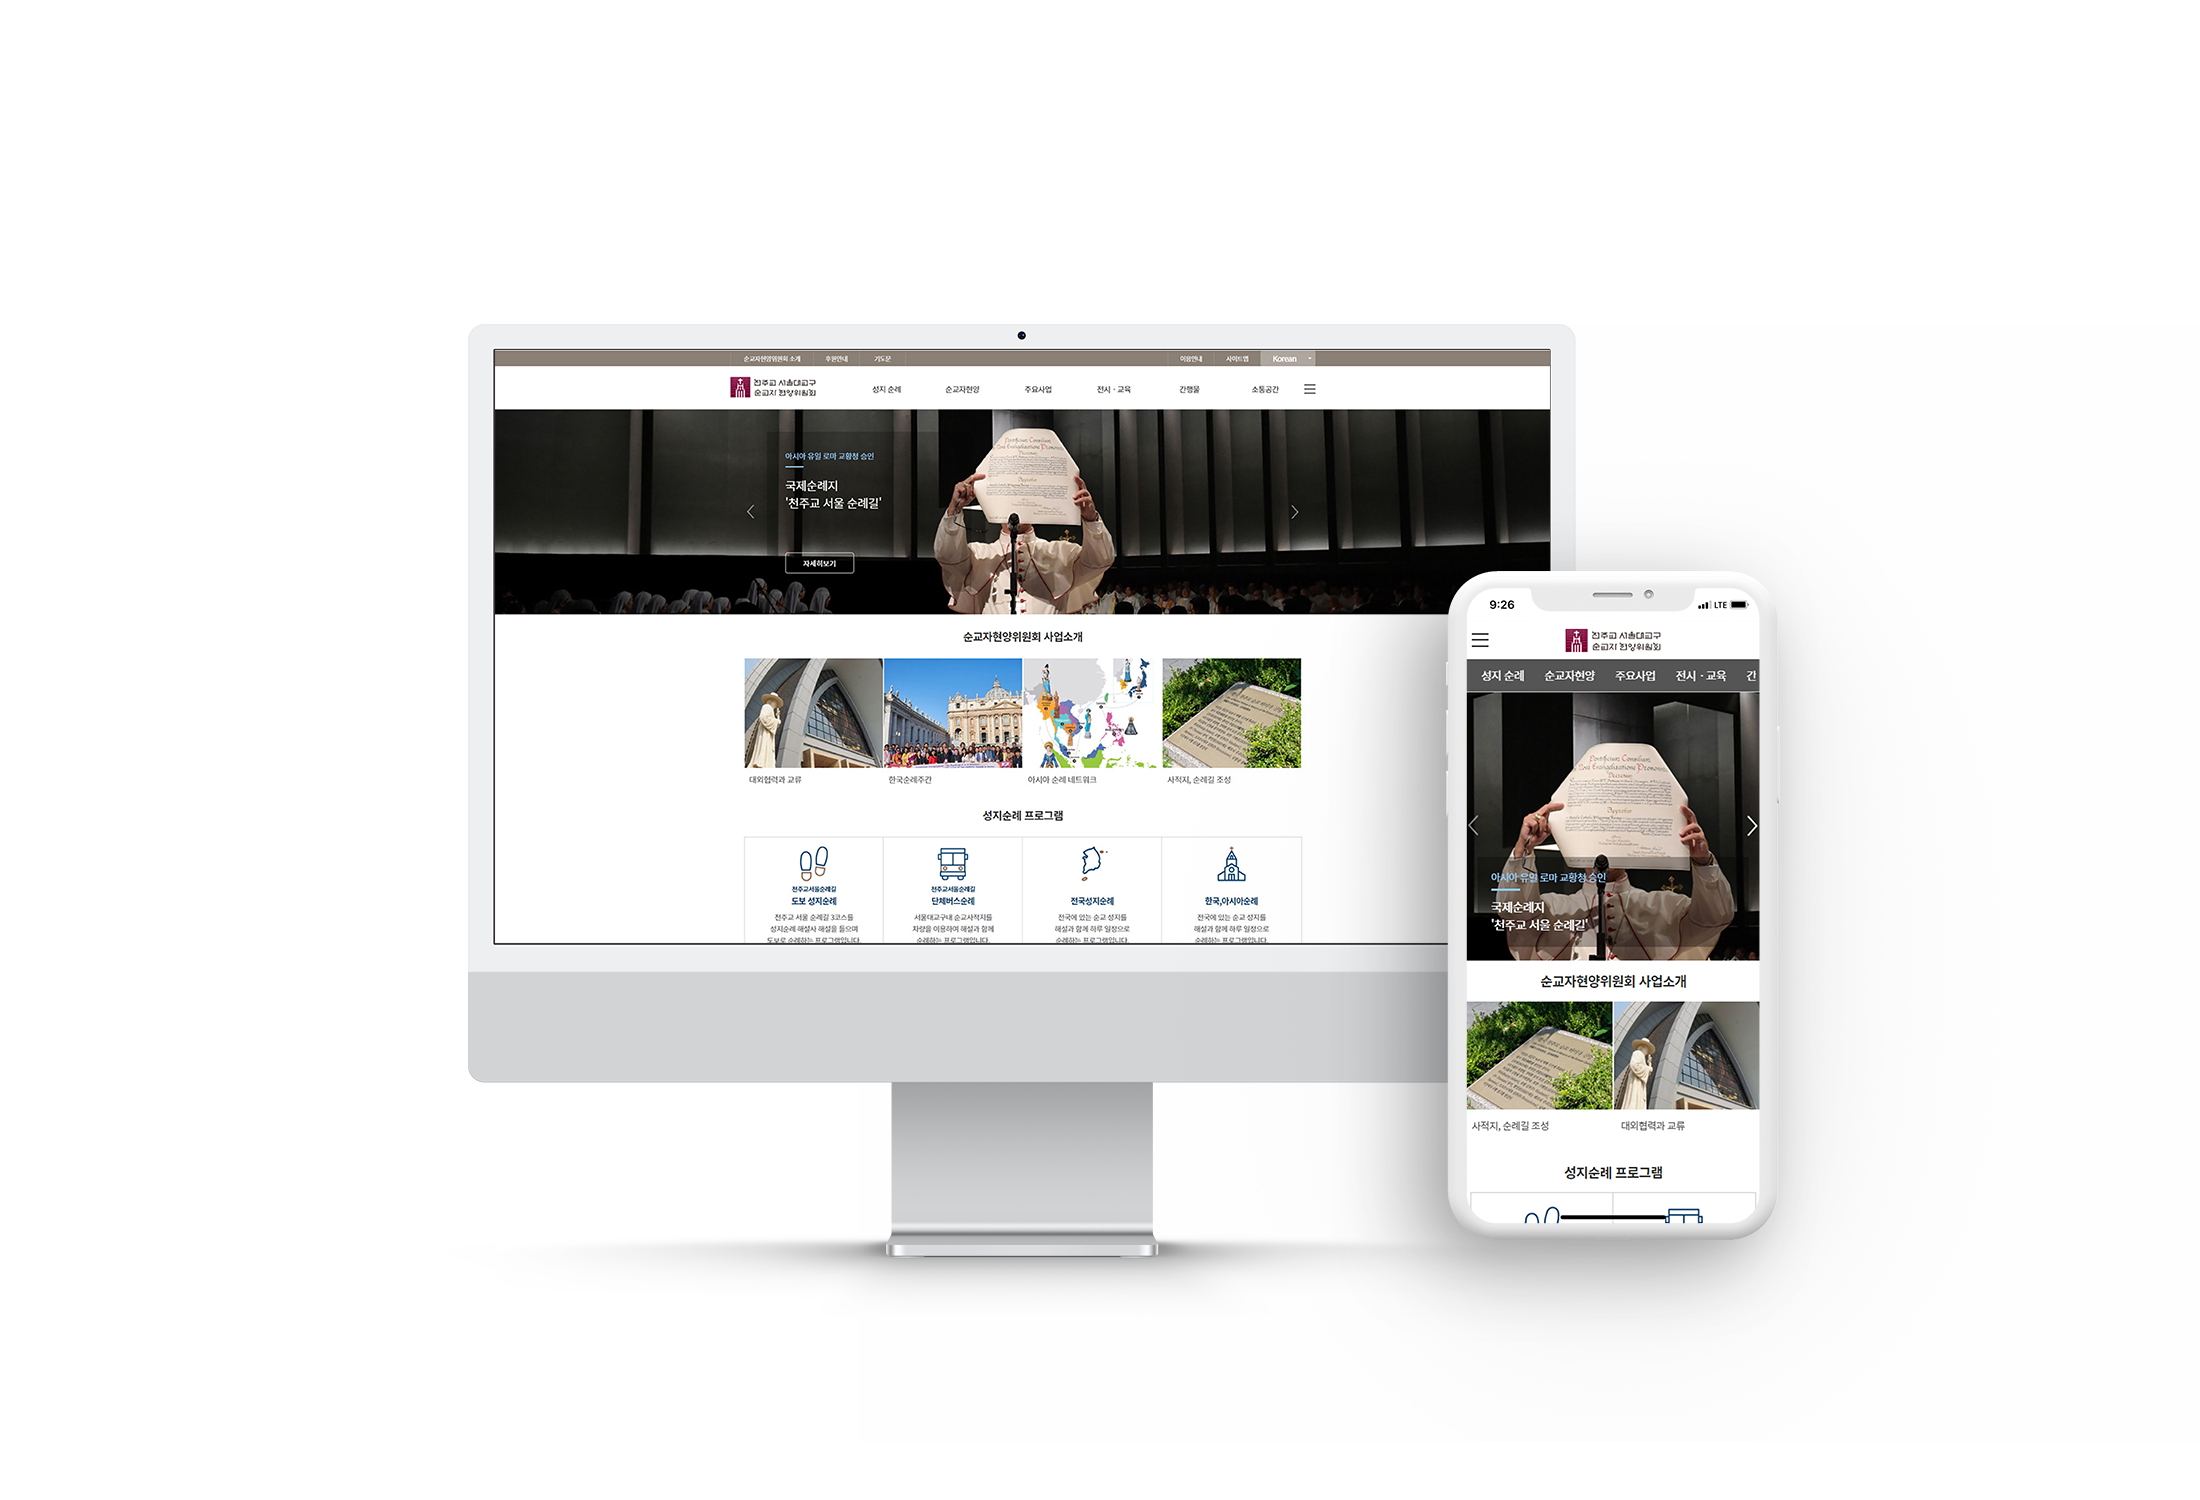 순교자현양위원회 소개
후원안내
기도문
이용안내
사이트맵
Korean
천주교 서울대교구
순교자 현양위원회
성지 순례
순교자현양
주요사업
전시 · 교육
간행물
소통공간
아시아 유일 로마 교황청 승인
국제순례지
'천주교 서울 순례길'
자세히보기
순교자현양위원회 사업소개
대외협력과 교류
한국순례주간
아시아 순례 네트워크
사적지, 순례길 조성
성지순례 프로그램
천주교서울순례길
도보 성지순례
천주교 서울 순례길 3코스를
성지순례 해설사 해설을 들으며
도보로 순례하는 프로그램입니다.
천주교서울순례길
단체버스순례
서울대교구내 순교사적지를
차량을 이용하여 해설과 함께
순례하는 프로그램입니다.
전국성지순례
전국에 있는 순교 성지를
해설과 함께 하루 일정으로
순례하는 프로그램입니다.
한국,아시아순례
전국에 있는 순교 성지를
해설과 함께 하루 일정으로
순례하는 프로그램입니다.
9:26
LTE
천주교 서울대교구
순교자 현양위원회
성지 순례
순교자현양
주요사업
전시 · 교육
간
Pontificium Consilium
아시아 유일 로마 교황청 승인
국제순례지
'천주교 서울 순례길'
순교자현양위원회 사업소개
사적지, 순례길 조성
대외협력과 교류
성지순례 프로그램